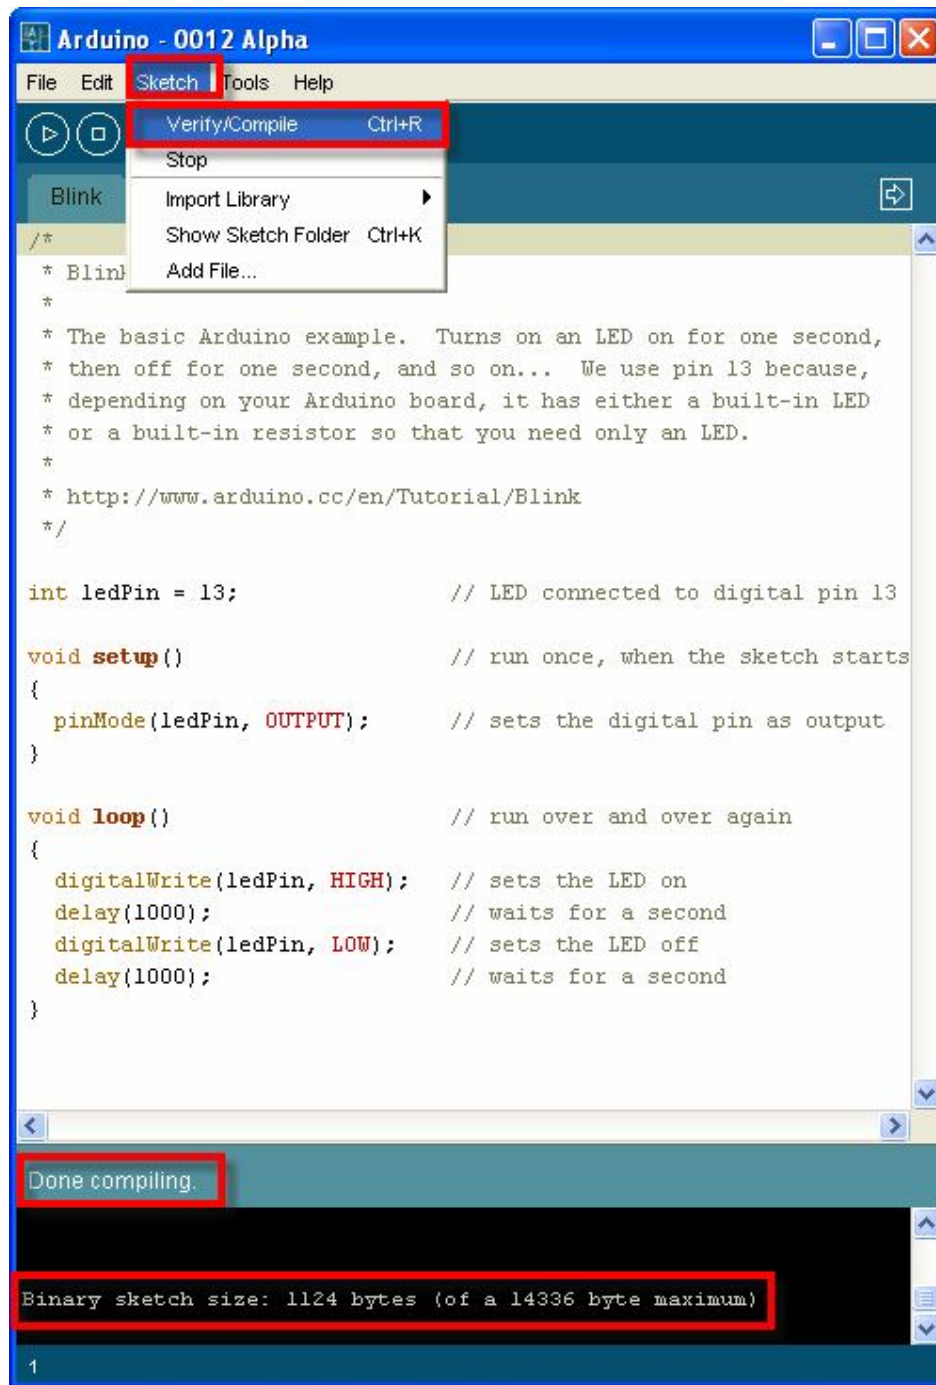 Arduino - 0012 Alpha
File Edit Sketch Tools Help
Verify/Compile Ctrl+R
Stop
Import Library
Show Sketch Folder Ctrl+K
Add File...
Blink
/*
 * Blink
 *
 * The basic Arduino example.  Turns on an LED on for one second,
 * then off for one second, and so on...  We use pin 13 because,
 * depending on your Arduino board, it has either a built-in LED
 * or a built-in resistor so that you need only an LED.
 *
 * http://www.arduino.cc/en/Tutorial/Blink
 */
int ledPin = 13;                // LED connected to digital pin 13
void setup()                    // run once, when the sketch starts
{
  pinMode(ledPin, OUTPUT);      // sets the digital pin as output
}
void loop()                     // run over and over again
{
  digitalWrite(ledPin, HIGH);   // sets the LED on
  delay(1000);                  // waits for a second
  digitalWrite(ledPin, LOW);    // sets the LED off
  delay(1000);                  // waits for a second
}
Done compiling.
Binary sketch size: 1124 bytes (of a 14336 byte maximum)
1